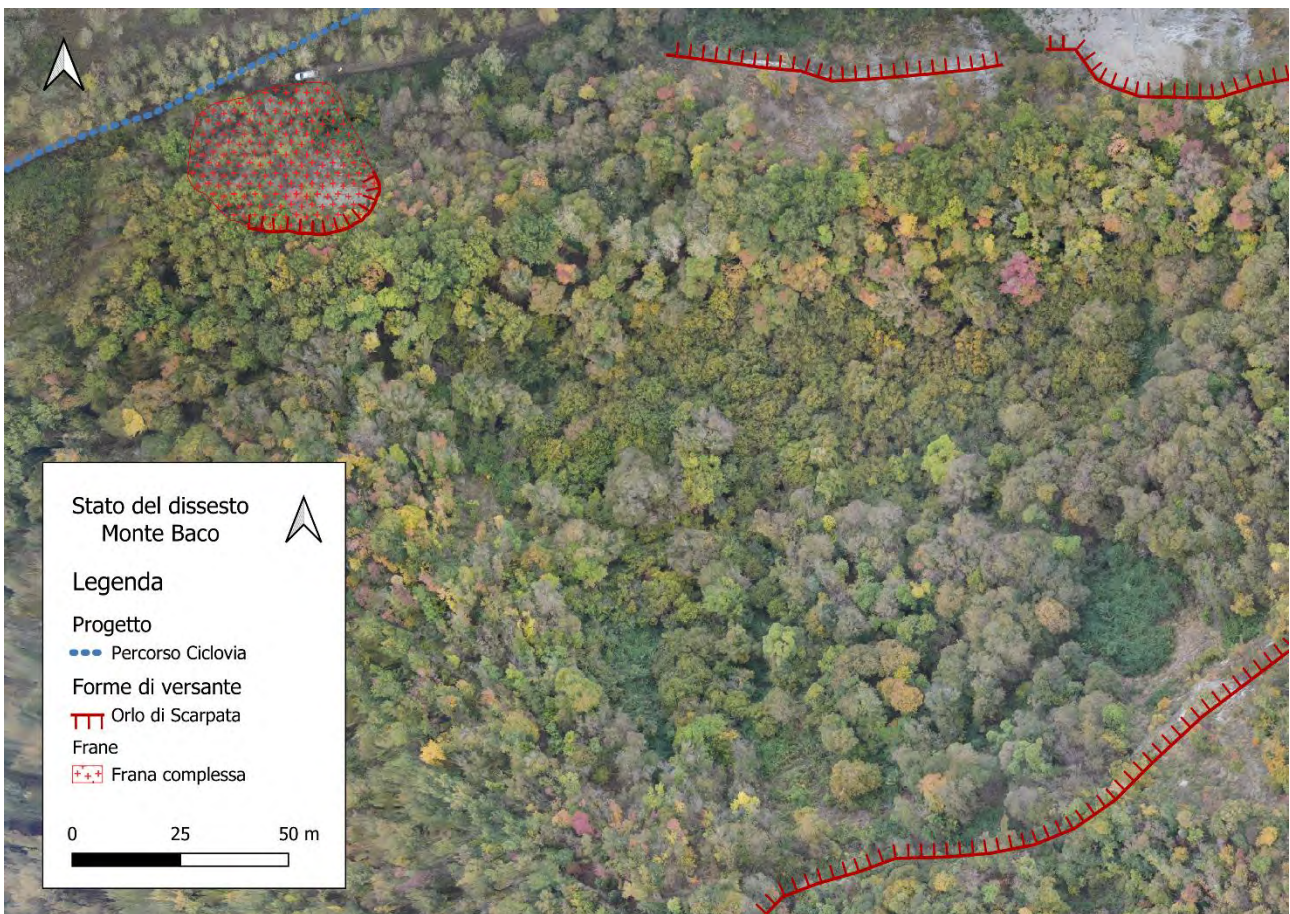 Stato del dissesto
Monte Baco
Legenda
Progetto
Percorso Ciclovia
Forme di versante
Orlo di Scarpata
Frane
Frana complessa
0 25 50 m